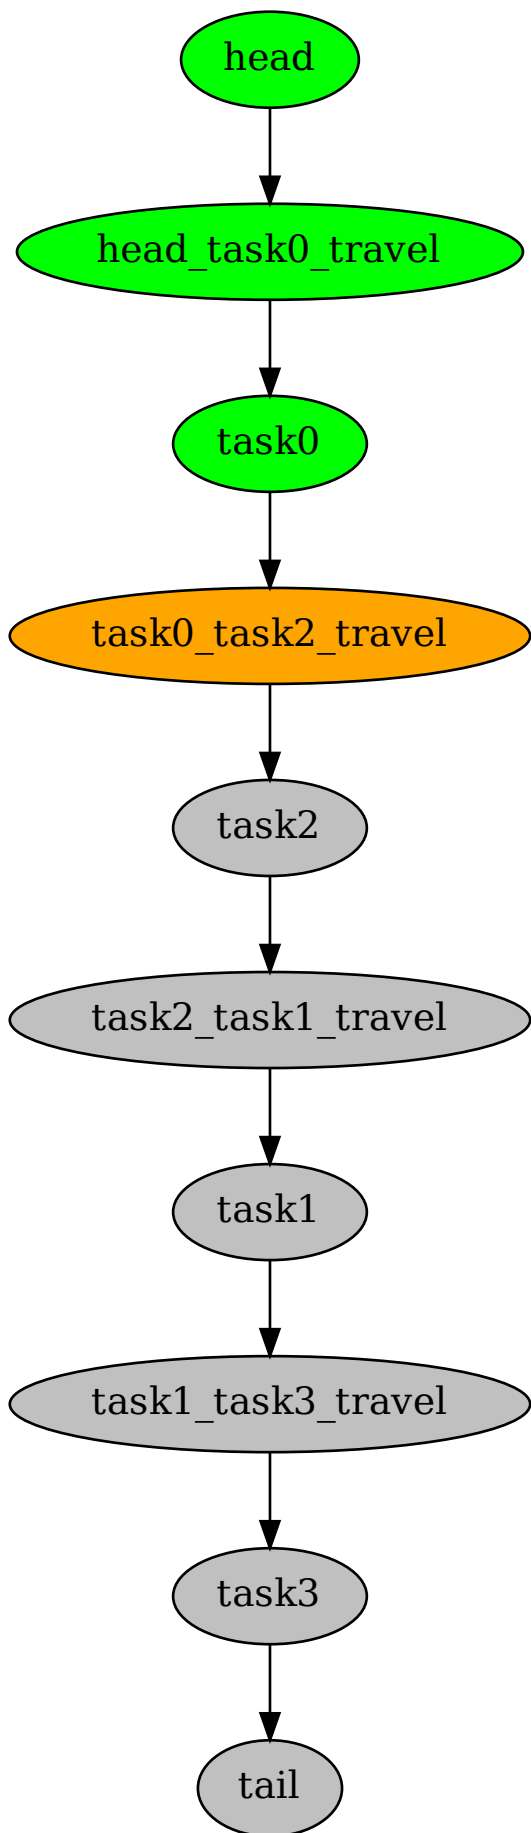 head
head_task0_travel
task0
task0_task2_travel
task2
task2_task1_travel
task1
task1_task3_travel
task3
tail